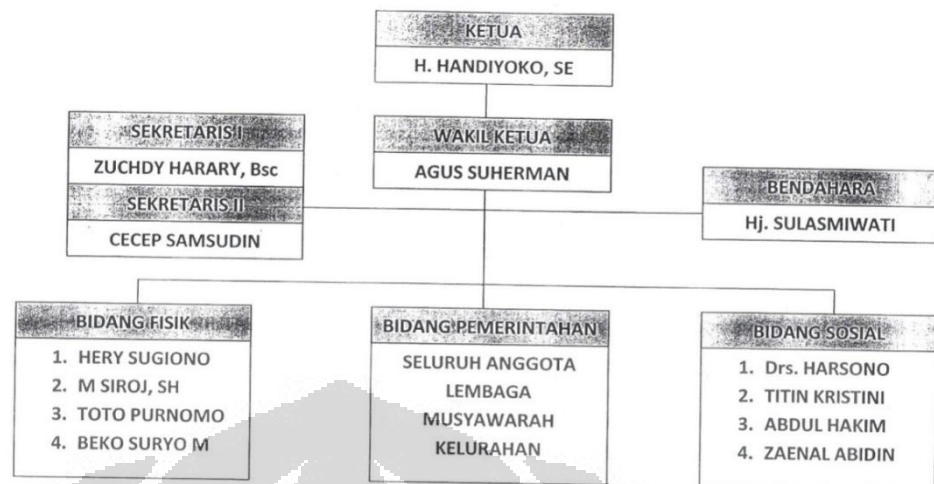 KETUA
H. HANDIYOKO, SE
WAKIL KETUA
AGUS SUHERMAN
SEKRETARIS I
ZUCHDY HARARY, Bsc
SEKRETARIS II
CECEP SAMSUDIN
BENDAHARA
Hj. SULASMIWATI
BIDANG FISIK
1. HERY SUGIONO
2. M SIROJ, SH
3. TOTO PURNOMO
4. BEKO SURYO M
BIDANG PEMERINTAHAN
SELURUH ANGGOTA
LEMBAGA
MUSYAWARAH
KELURAHAN
BIDANG SOSIAL
1. Drs. HARSONO
2. TITIN KRISTINI
3. ABDUL HAKIM
4. ZAENAL ABIDIN